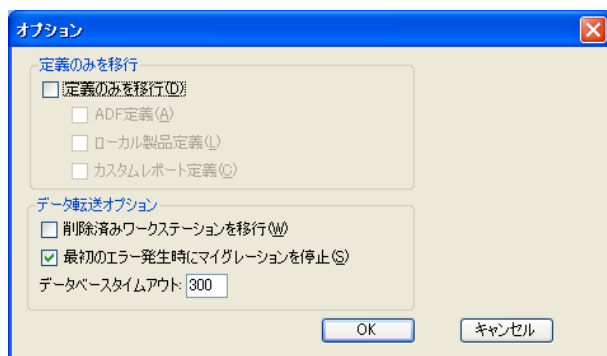 オプション
定義のみを移行
定義のみを移行(D)
ADF定義(A)
ローカル製品定義(L)
カスタムレポート定義(C)
データ転送オプション
削除済みワークステーションを移行(W)
最初のエラー発生時にマイグレーションを停止(S)
データベースタイムアウト: 300
OK キャンセル